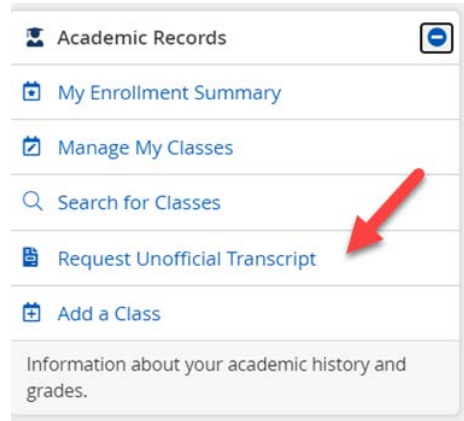 Academic Records
My Enrollment Summary
Manage My Classes
Search for Classes
Request Unofficial Transcript
Add a Class
Information about your academic history and
grades.